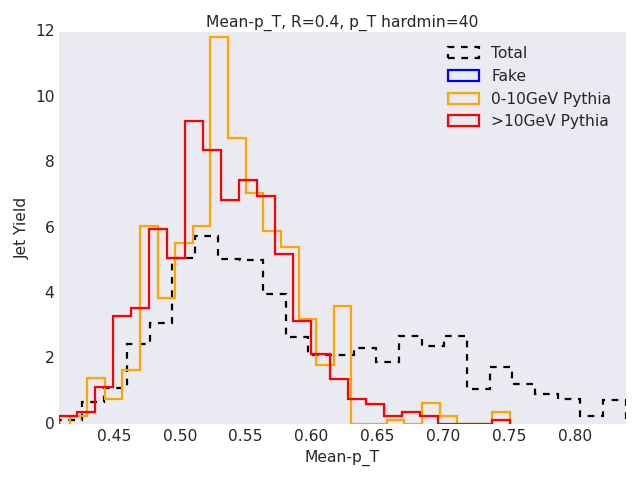 Mean-p_T, R=0.4, p_T hardmin=40
12
10
8
6
4
2
0
Jet Yield
Total
Fake
0-10GeV Pythia
>10GeV Pythia
0.45 0.50 0.55 0.60 0.65 0.70 0.75 0.80
Mean-p_T